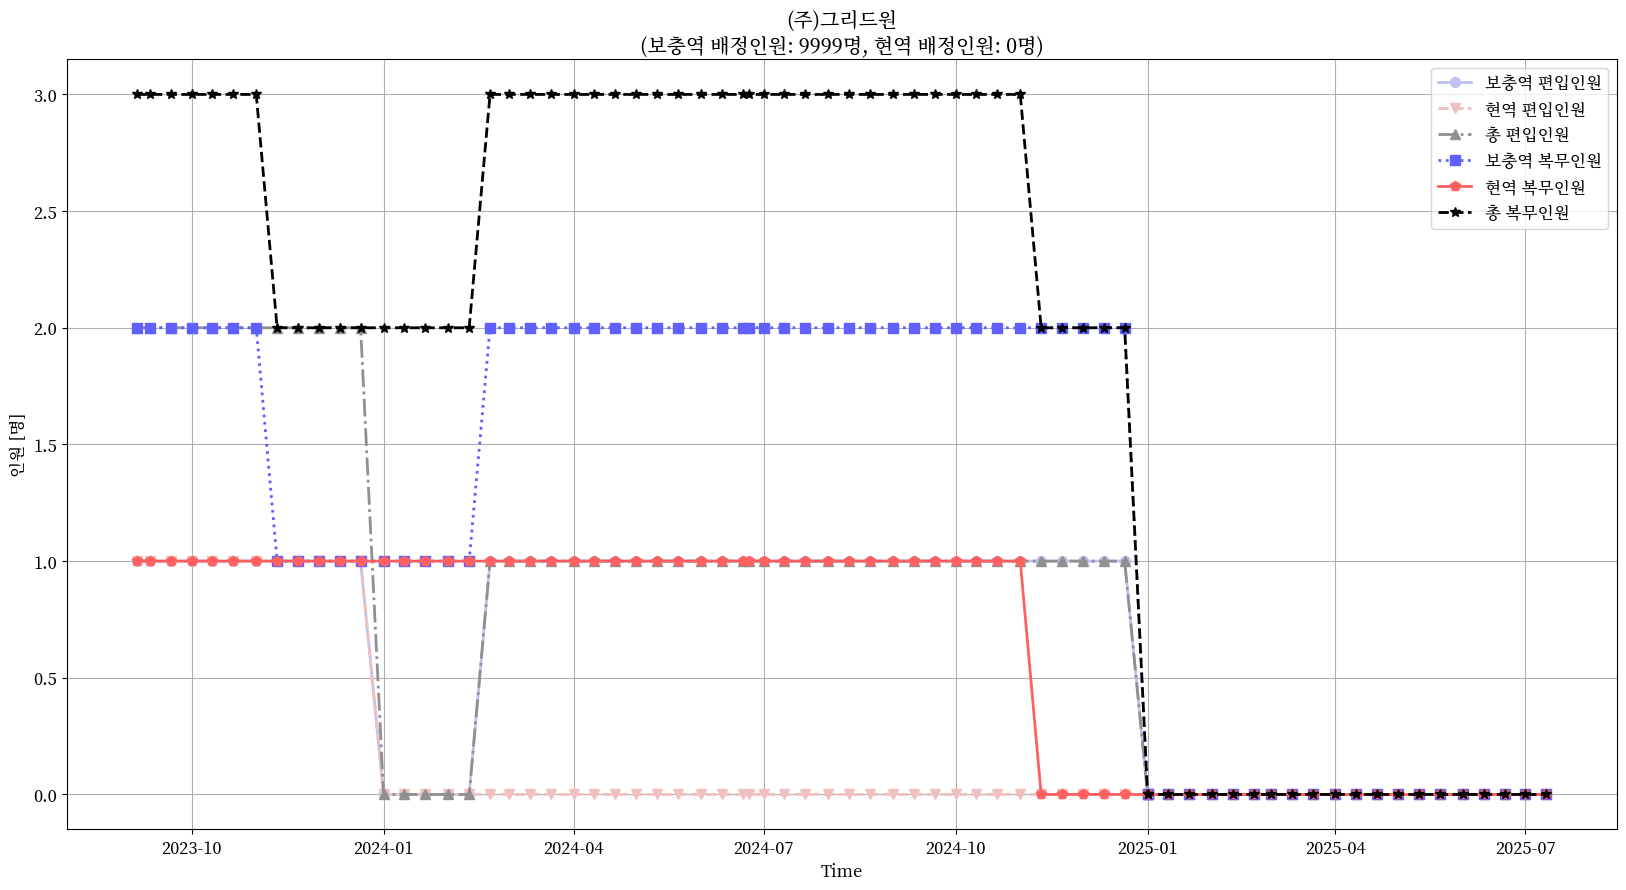 (주)그리드원
(보충역 배정인원: 9999명, 현역 배정인원: 0명)
보충역 편입인원
현역 편입인원
총 편입인원
보충역 복무인원
현역 복무인원
총 복무인원
인원 [명]
3.0
2.5
2.0
1.5
1.0
0.5
0.0
2023-10
2024-01
2024-04
2024-07
2024-10
2025-01
2025-04
2025-07
Time